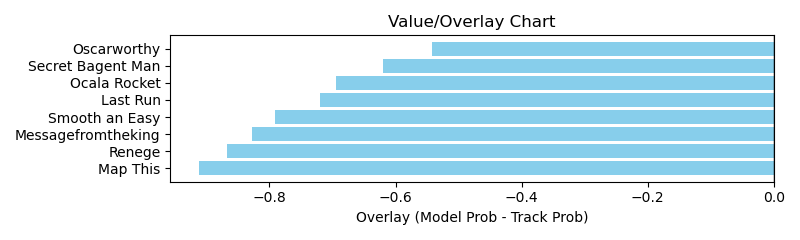 Value/Overlay Chart
Oscarworthy
Secret Bagent Man
Ocala Rocket
Last Run
Smooth an Easy
Messagefromtheking
Renege
Map This
−0.8 −0.6 −0.4 −0.2 0.0
Overlay (Model Prob - Track Prob)